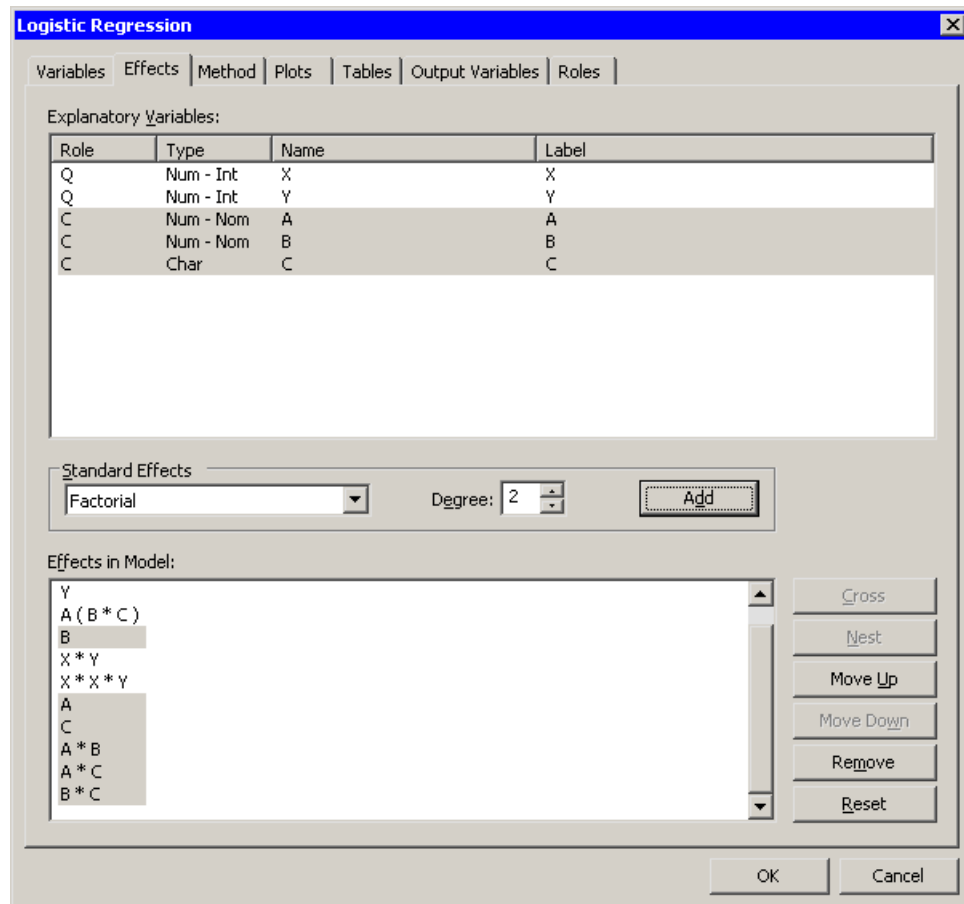 Logistic Regression
Variables Effects Method Plots Tables Output Variables Roles
Explanatory Variables:
Role Type Name Label
Q Num - Int X X
Q Num - Int Y Y
C Num - Nom A A
C Num - Nom B B
C Char C C
Standard Effects
Factorial Degree: 2 Add
Effects in Model:
Y
A ( B * C )
B
X * Y
X * X * Y
A
C
A * B
A * C
B * C
Cross
Nest
Move Up
Move Down
Remove
Reset
OK Cancel